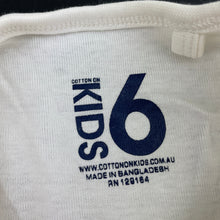 COTTON ON
KIDS
6
WWW.COTTONONKIDS.COM.AU
MADE IN BANGLADESH
RN 129164